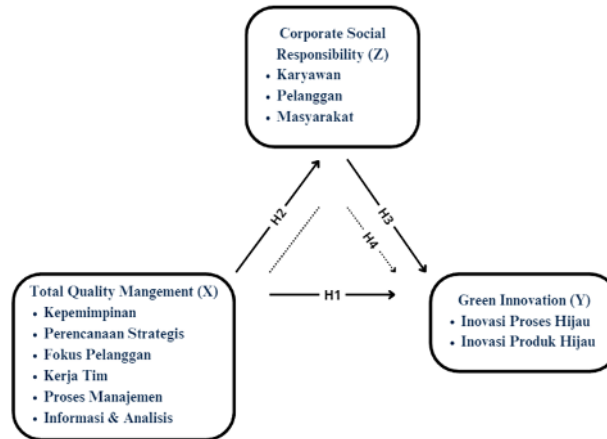 Corporate Social
Responsibility (Z)
• Karyawan
• Pelanggan
• Masyarakat
H2
H3
H4
H1
Total Quality Mangement (X)
• Kepemimpinan
• Perencanaan Strategis
• Fokus Pelanggan
• Kerja Tim
• Proses Manajemen
• Informasi & Analisis
Green Innovation (Y)
• Inovasi Proses Hijau
• Inovasi Produk Hijau